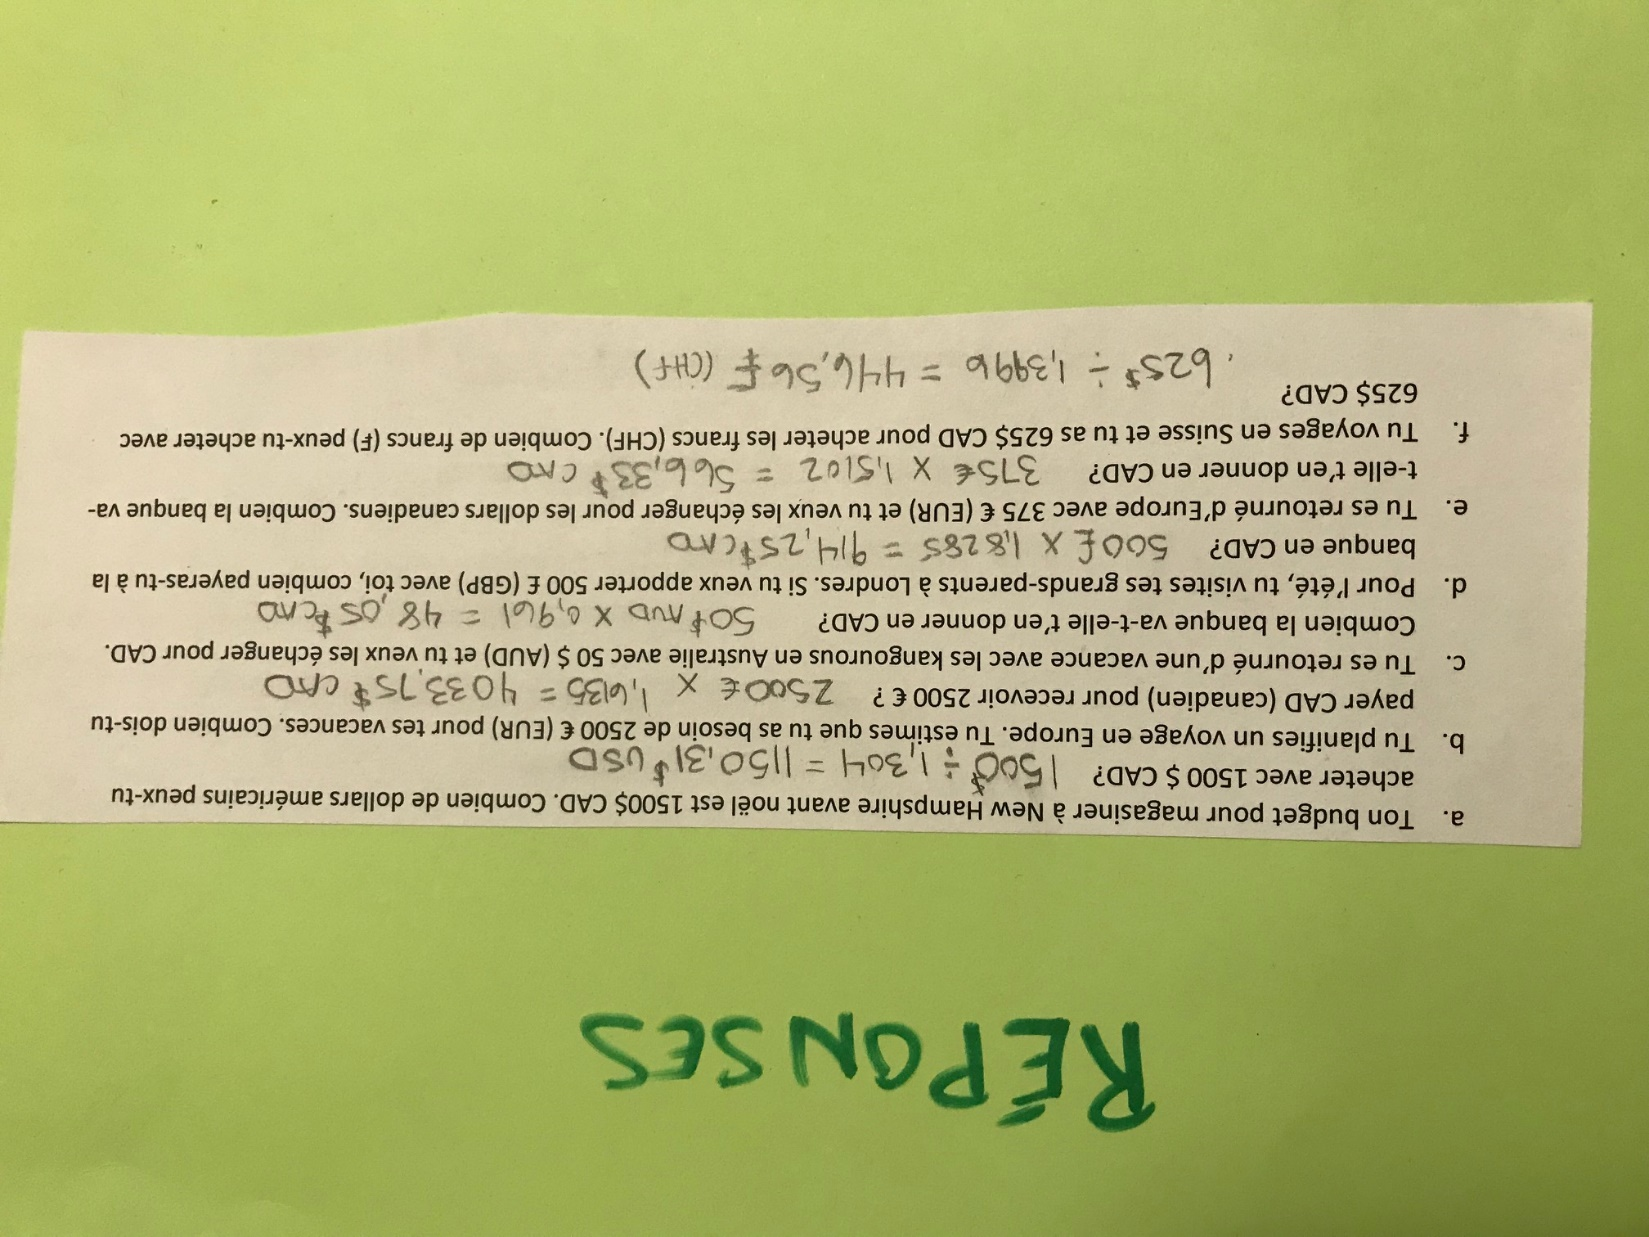 RÉPONSES
a. Ton budget pour magasiner à New Hampshire avant noël est 1500$ CAD. Combien de dollars américains peux-tu
acheter avec 1500 $ CAD? 1500$ ÷ 1,304 = 1150,31$ USD
b. Tu planifies un voyage en Europe. Tu estimes que tu as besoin de 2500 € (EUR) pour tes vacances. Combien dois-tu
payer CAD (canadien) pour recevoir 2500 € ? 2500€ x 1,6135 = 4033,75$ CAD
c. Tu es retourné d'une vacance avec les kangourous en Australie avec 50 $ (AUD) et tu veux les échanger pour CAD.
Combien la banque va-t-elle t'en donner en CAD? 50$ AUD x 0,961 = 48,05$ CAD
d. Pour l'été, tu visites tes grands-parents à Londres. Si tu veux apporter 500 £ (GBP) avec toi, combien payeras-tu à la
banque en CAD? 500£ x 1,8285 = 914,25$ CAD
e. Tu es retourné d'Europe avec 375 € (EUR) et tu veux les échanger pour les dollars canadiens. Combien la banque va-
t-elle t'en donner en CAD? 375€ x 1,5102 = 566,33$ CAD
f. Tu voyages en Suisse et tu as 625$ CAD pour acheter les francs (CHF). Combien de francs (₣) peux-tu acheter avec
625$ CAD?
625$ ÷ 1,3996 = 446,56 ₣ (CHF)